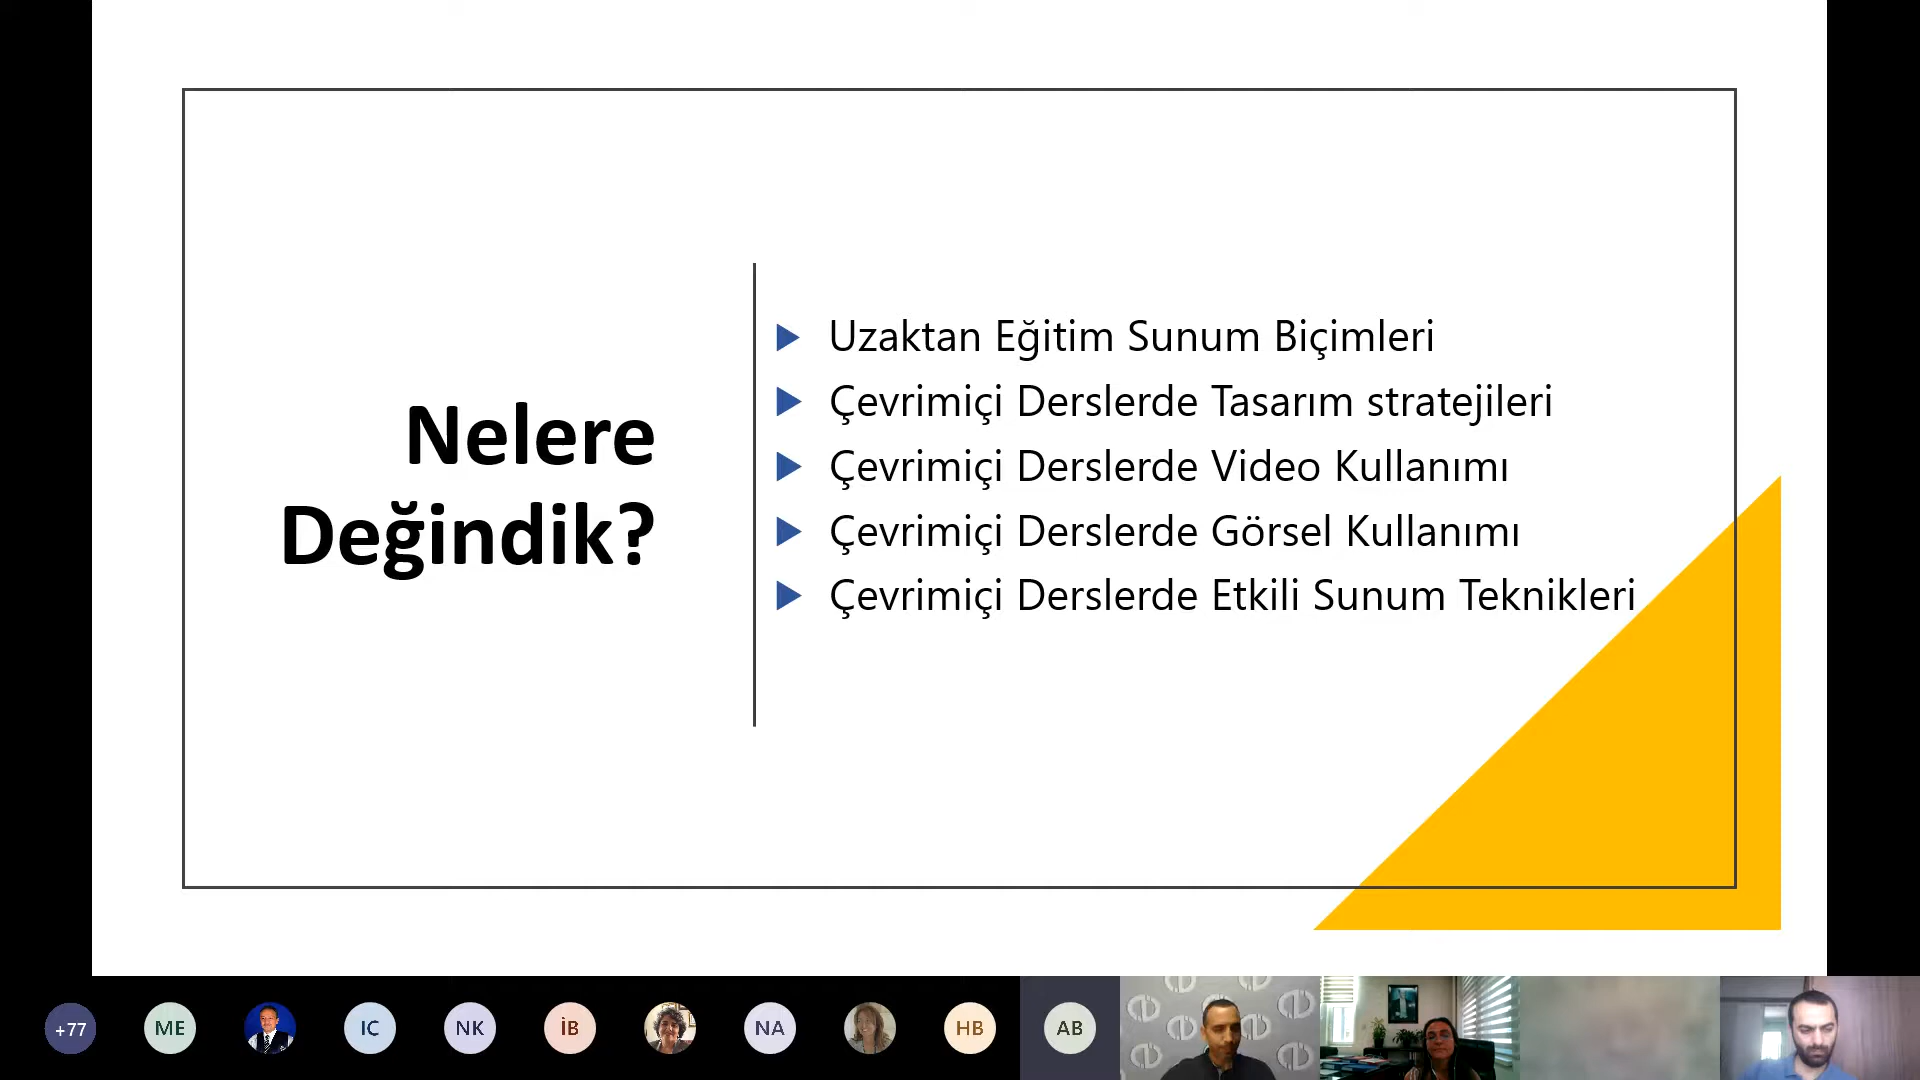 Nelere
Değindik?
Uzaktan Eğitim Sunum Biçimleri
Çevrimiçi Derslerde Tasarım stratejileri
Çevrimiçi Derslerde Video Kullanımı
Çevrimiçi Derslerde Görsel Kullanımı
Çevrimiçi Derslerde Etkili Sunum Teknikleri
+77 ME IC NK İB NA HB AB